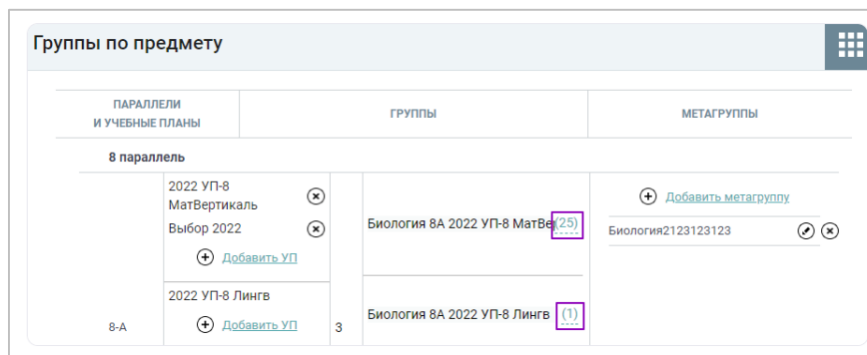 Группы по предмету
ПАРАЛЛЕЛИ
И УЧЕБНЫЕ ПЛАНЫ
ГРУППЫ
МЕТАГРУППЫ
8 параллель
2022 УП-8
МатВертикаль
Выбор 2022
Добавить УП
Биология 8А 2022 УП-8 МатВе (25)
Добавить метагруппу
Биология2123123123
8-А
2022 УП-8 Лингв
Добавить УП
3
Биология 8А 2022 УП-8 Лингв (1)